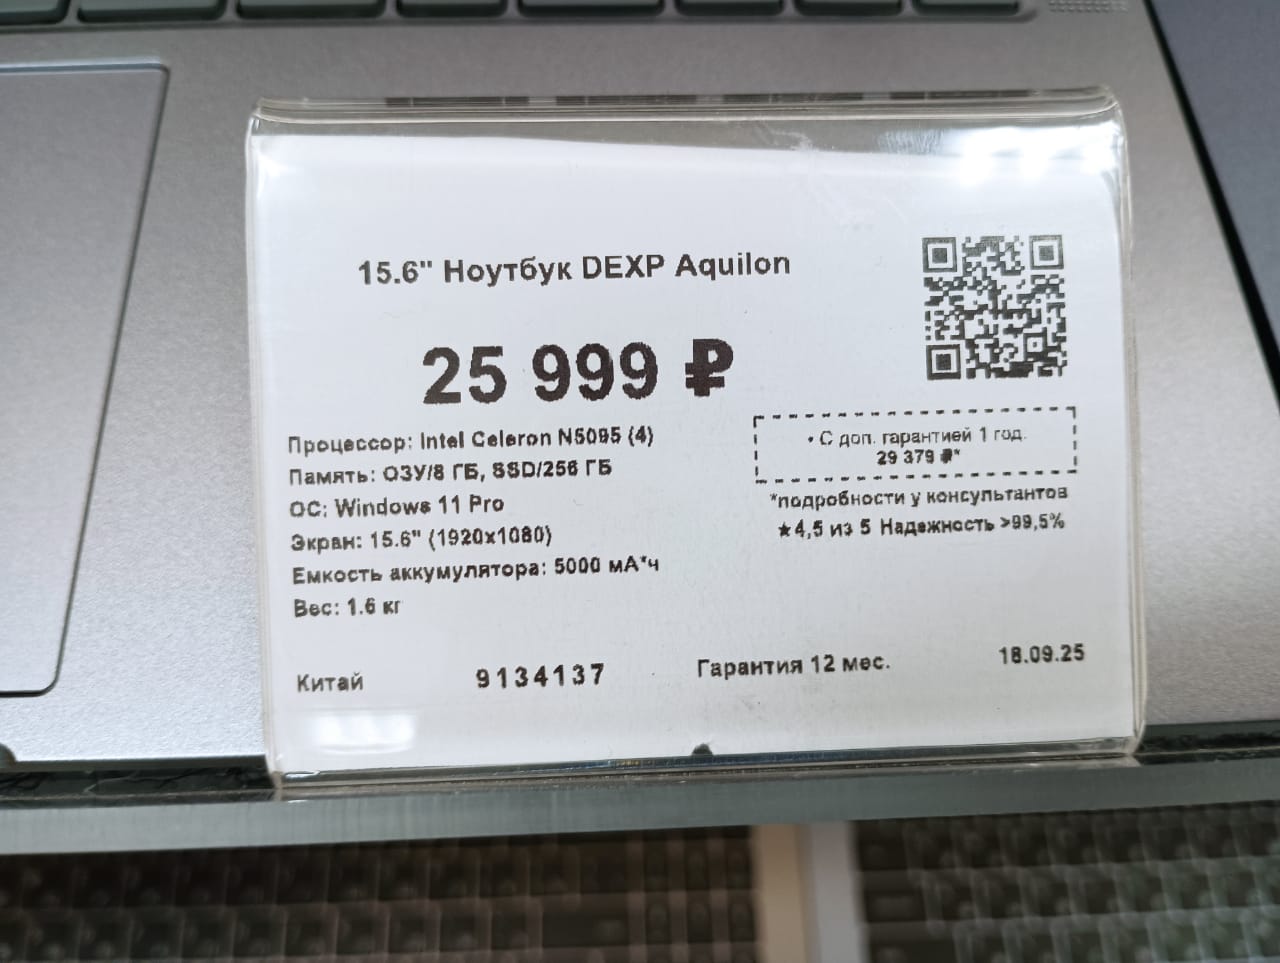 15.6" Ноутбук DEXP Aquilon
25 999 ₽
Процессор: Intel Celeron N5095 (4)
Память: ОЗУ/8 ГБ, SSD/256 ГБ
ОС: Windows 11 Pro
Экран: 15.6" (1920x1080)
Емкость аккумулятора: 5000 мА*ч
Вес: 1.6 кг
• С доп. гарантией 1 год.
29 379 ₽*
*подробности у консультантов
★4,5 из 5 Надежность >99,5%
Китай 9134137 Гарантия 12 мес. 18.09.25